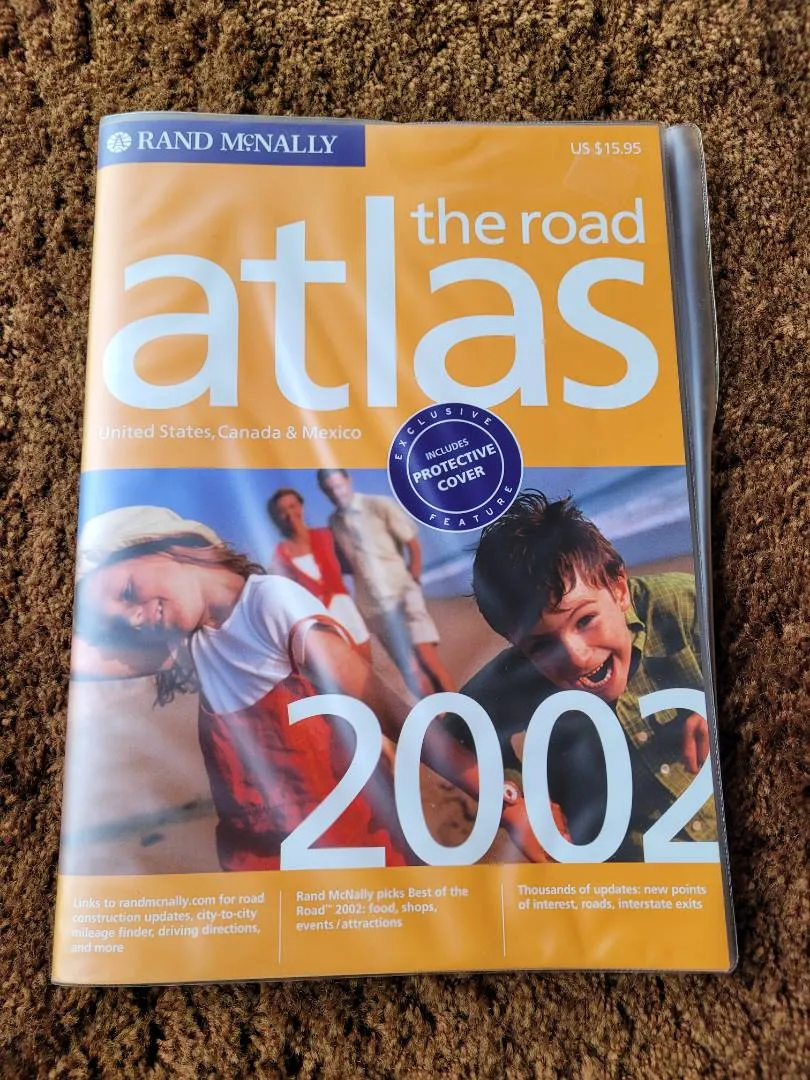 RAND McNALLY
US $15.95
the road
atlas
United States, Canada & Mexico
EXCLUSIVE
INCLUDES
PROTECTIVE
COVER
FEATURE
2002
Links to randmcnally.com for road
construction updates, city-to-city
mileage finder, driving directions,
and more
Rand McNally picks Best of the
Road™ 2002: food, shops,
events/attractions
Thousands of updates: new points
of interest, roads, interstate exits